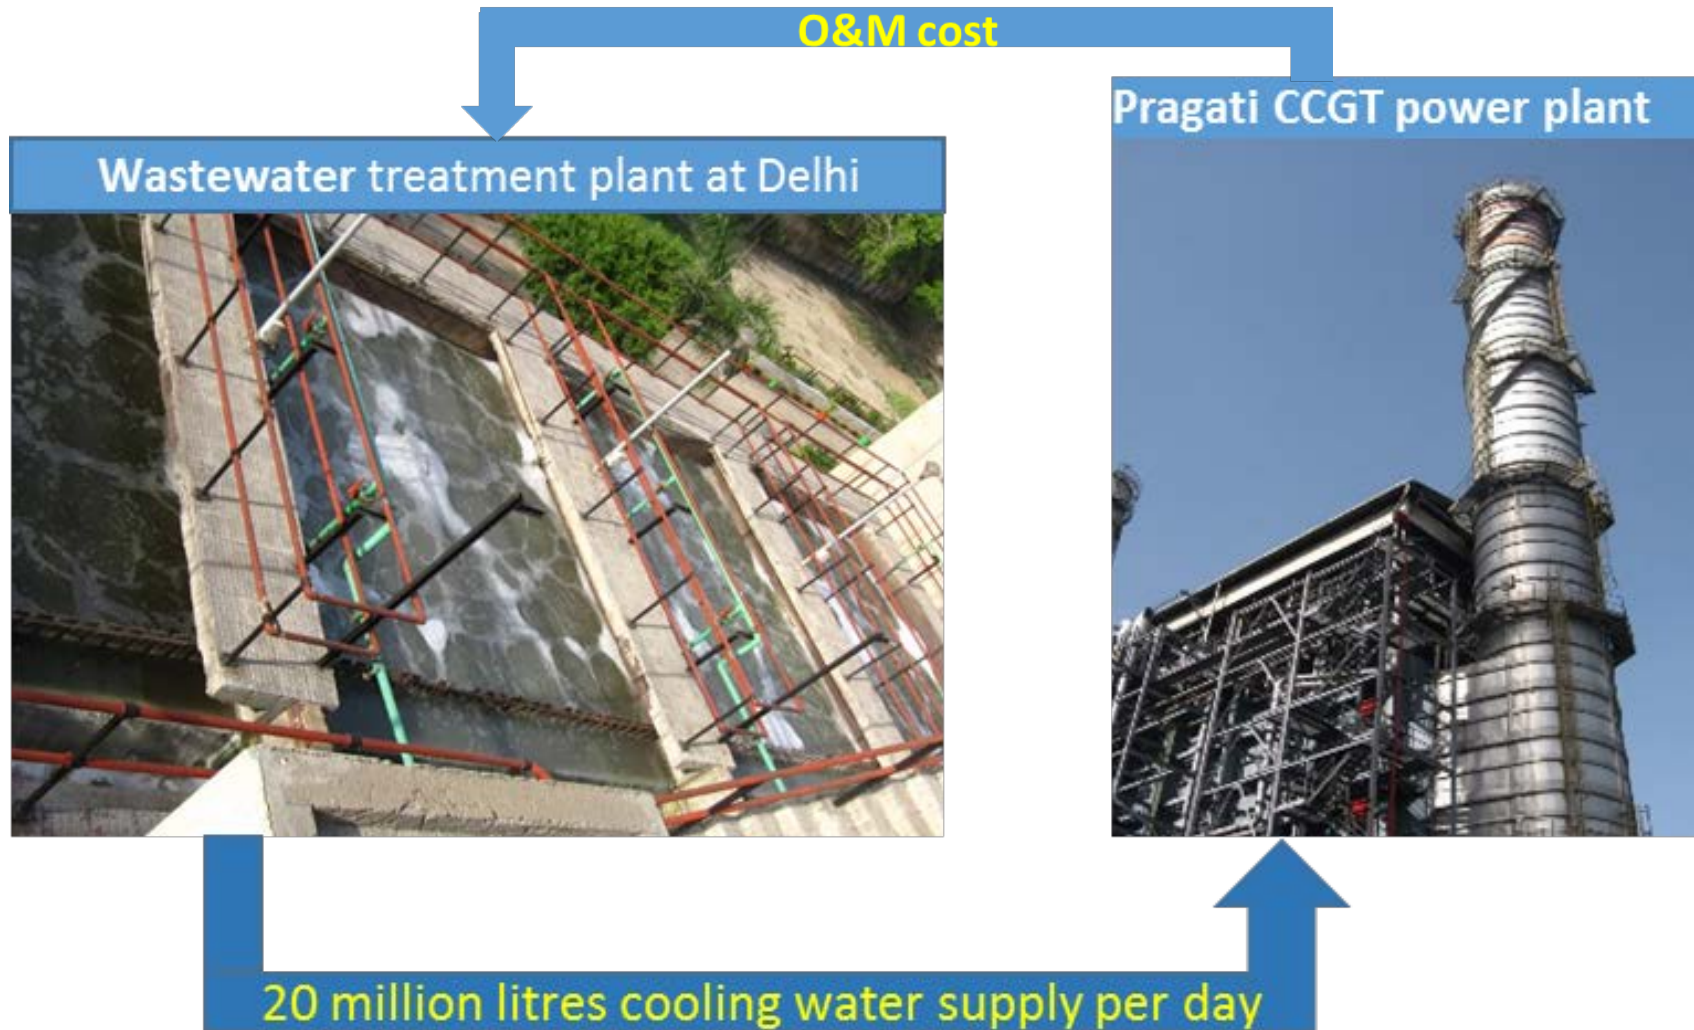 O&M cost
Pragati CCGT power plant
Wastewater treatment plant at Delhi
20 million litres cooling water supply per day